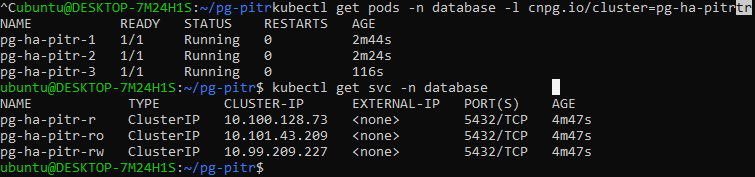 ^Cubuntu@DESKTOP-7M24H1S:~/pg-pitrkubectl get pods -n database -l cnpg.io/cluster=pg-ha-pitrtr
NAME READY STATUS RESTARTS AGE
pg-ha-pitr-1 1/1 Running 0 2m44s
pg-ha-pitr-2 1/1 Running 0 2m24s
pg-ha-pitr-3 1/1 Running 0 116s
ubuntu@DESKTOP-7M24H1S:~/pg-pitr$ kubectl get svc -n database
NAME TYPE CLUSTER-IP EXTERNAL-IP PORT(S) AGE
pg-ha-pitr-r ClusterIP 10.100.128.73 <none> 5432/TCP 4m47s
pg-ha-pitr-ro ClusterIP 10.101.43.209 <none> 5432/TCP 4m47s
pg-ha-pitr-rw ClusterIP 10.99.209.227 <none> 5432/TCP 4m47s
ubuntu@DESKTOP-7M24H1S:~/pg-pitr$